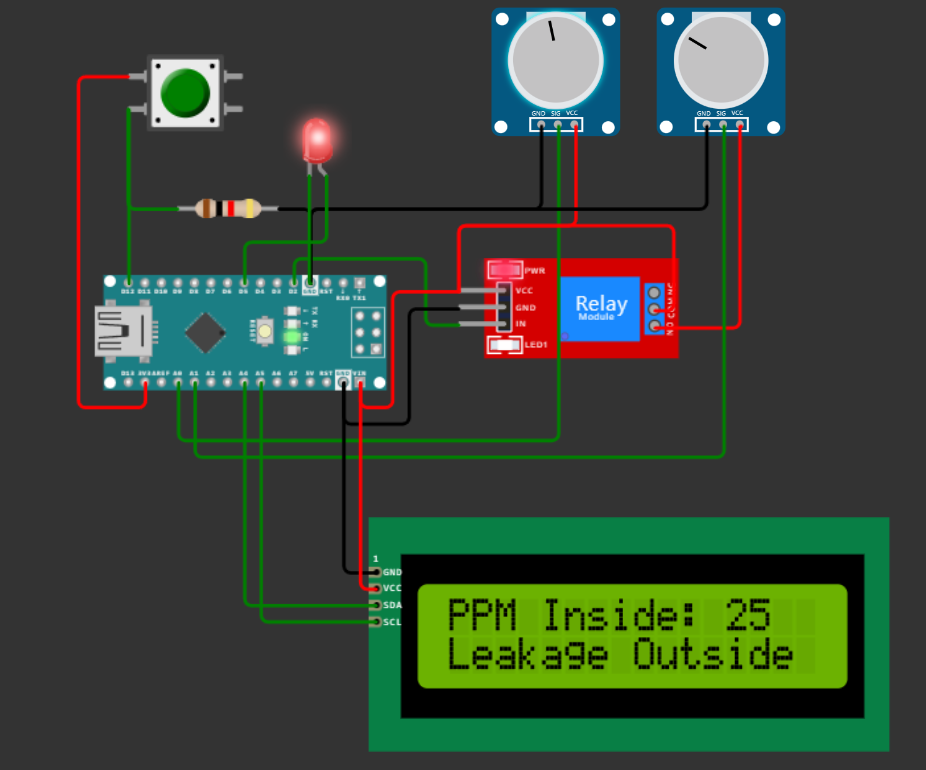 GND SIG VCC
GND SIG VCC
D12 D11 D10 D9 D8 D7 D6 D5 D4 D3 D2 GND RST
RX0 TX1
RESET
TX
RX
ON
L
D13 3V3 AREF A0 A1 A2 A3 A4 A5 A6 A7 5V RST GND VIN
PWR
VCC
GND
IN
LED1
Relay
Module
NC
NO
1
GND
VCC
SDA
SCL
PPM Inside: 25
Leakage Outside